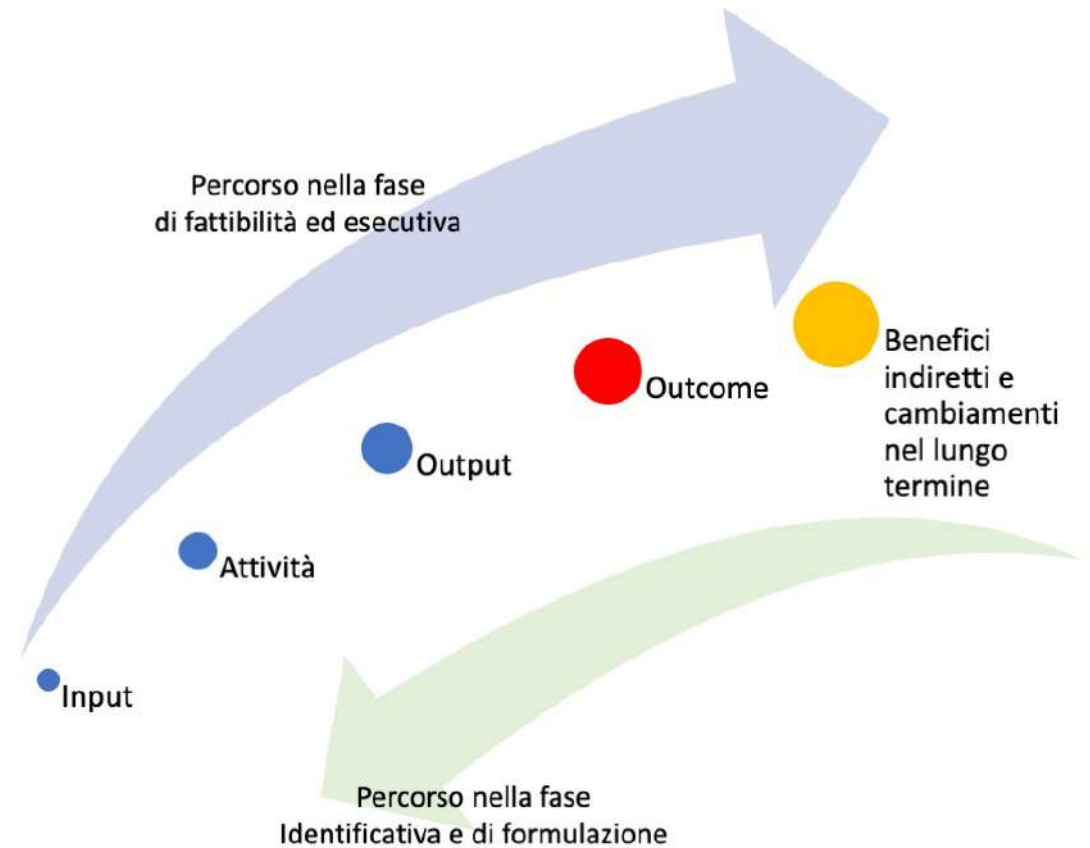 Percorso nella fase
di fattibilità ed esecutiva
Benefici
indiretti e
cambiamenti
nel lungo
termine
Outcome
Output
Attività
Input
Percorso nella fase
Identificativa e di formulazione